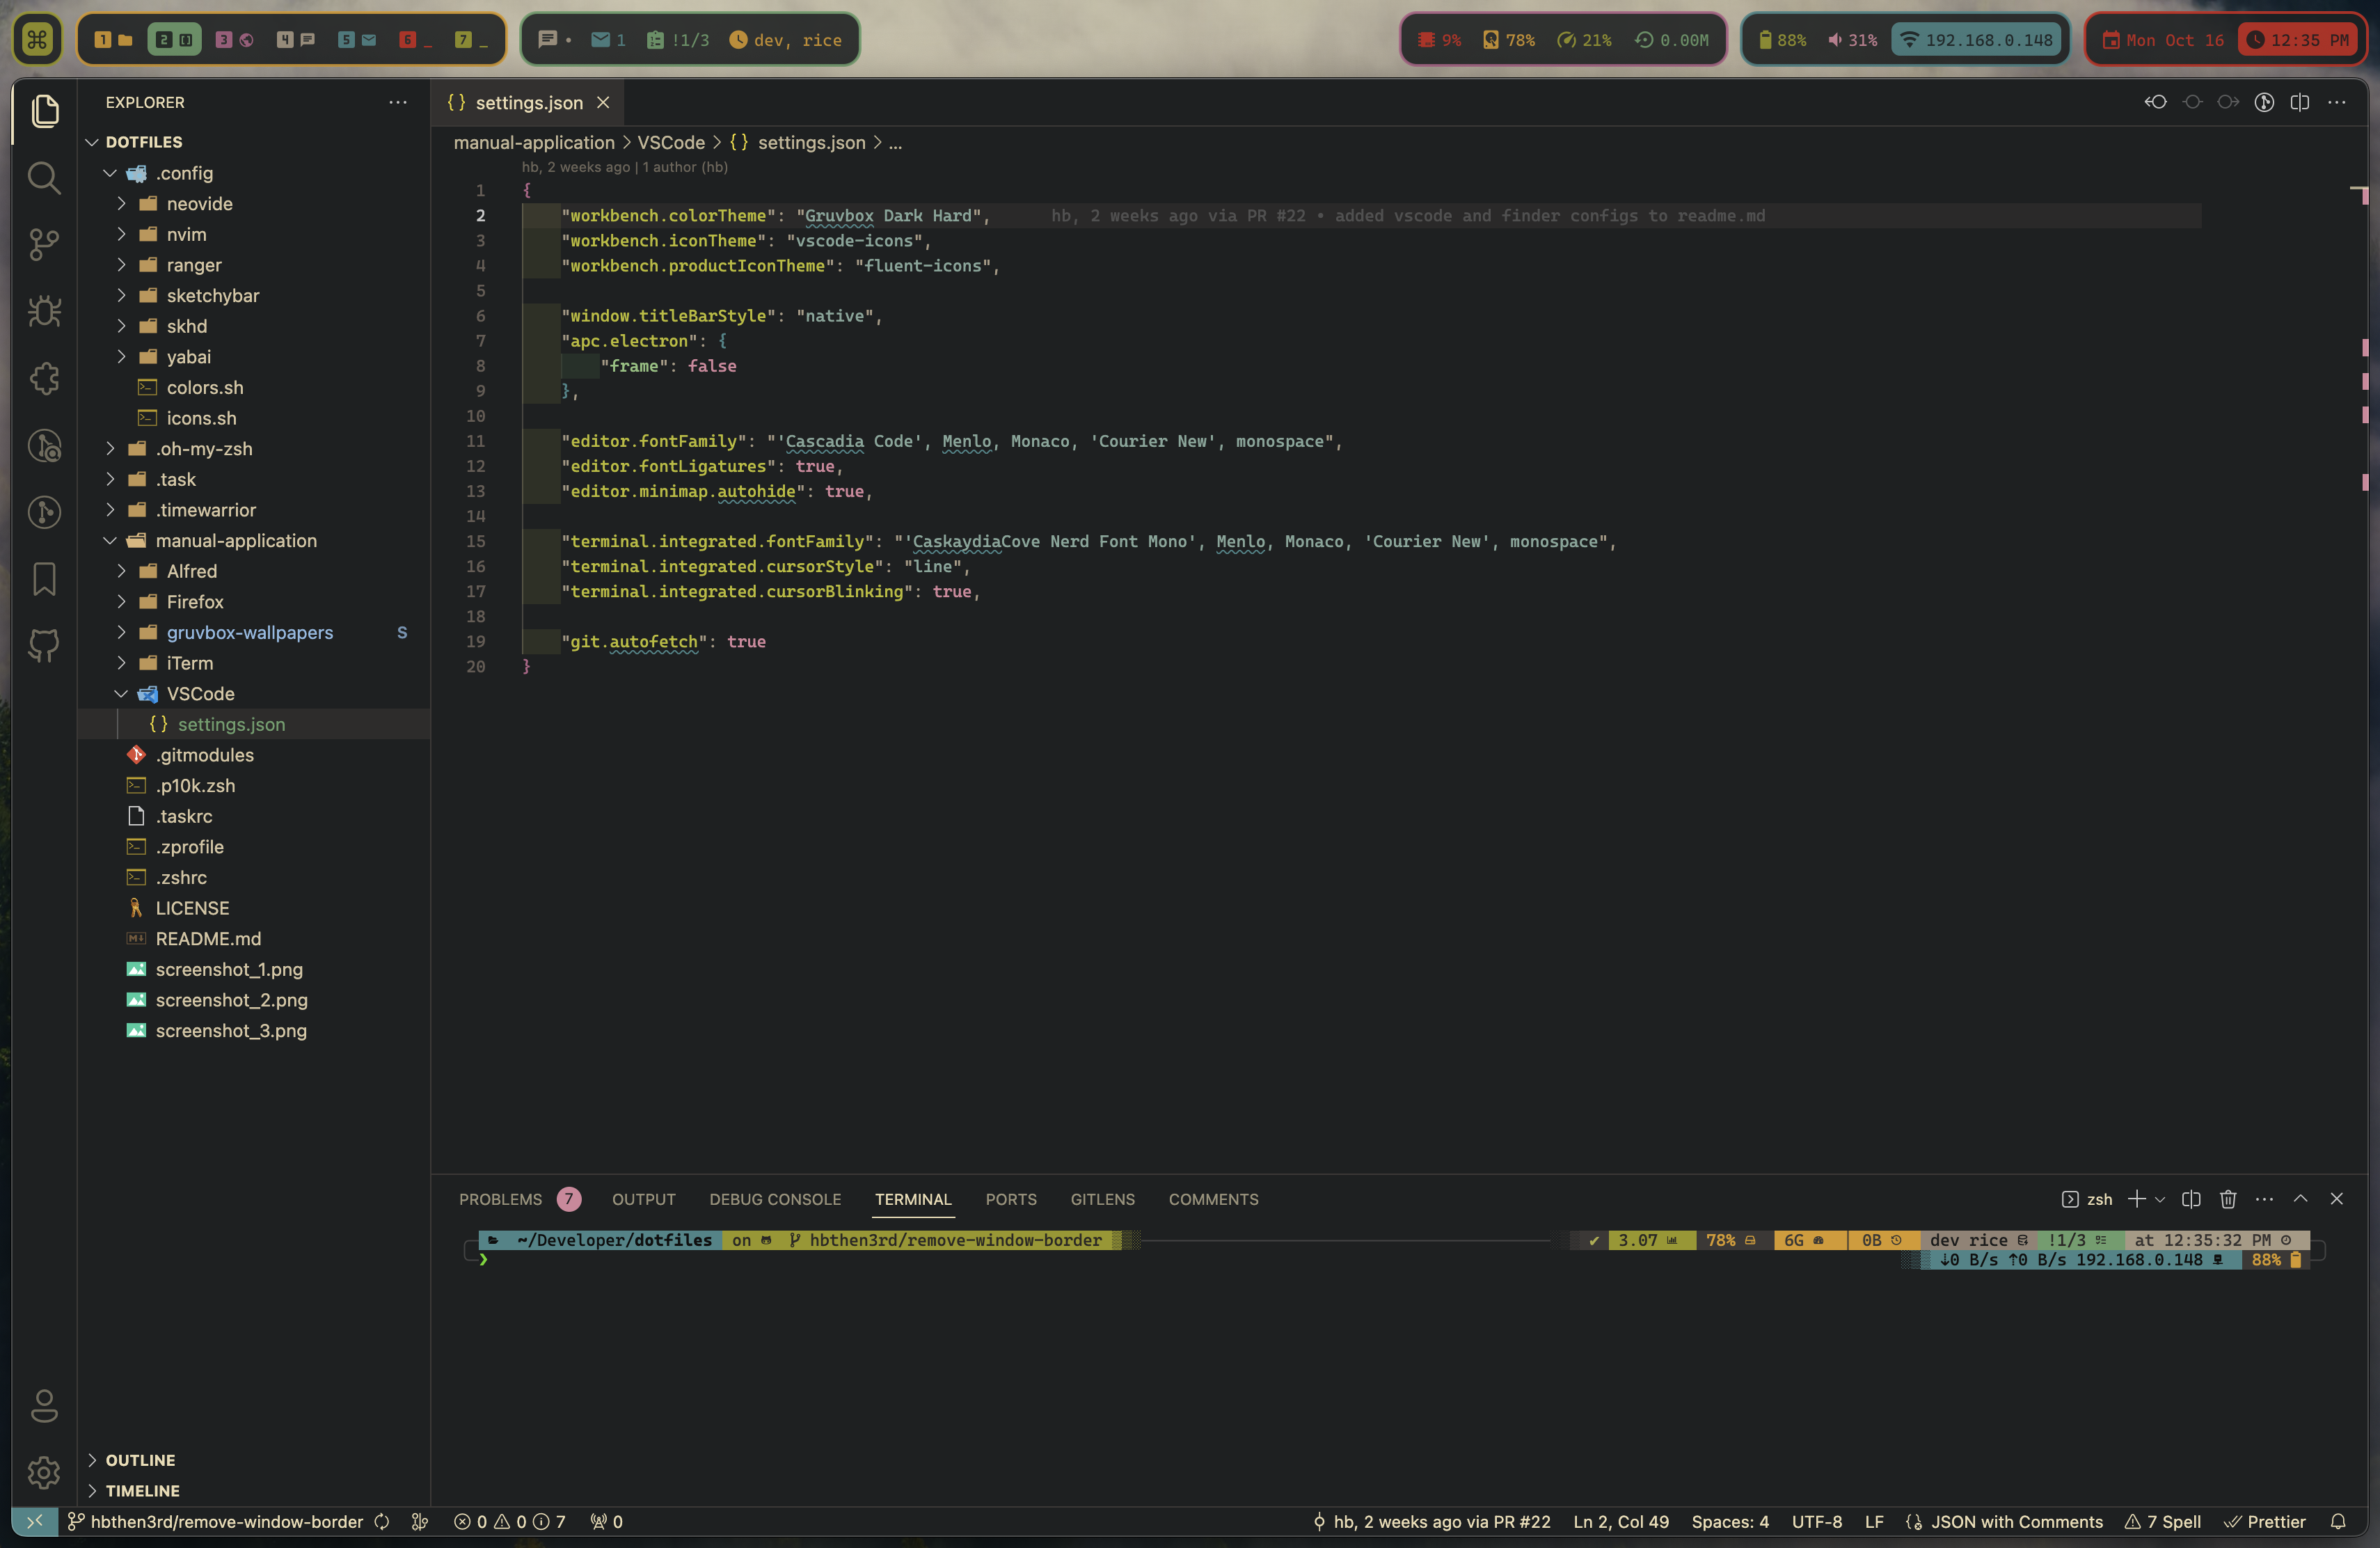 1 2 3 4 5 6 _ 7 _ • 1 !1/3 dev, rice 9% 78% 21% 0.00M 88% 31% 192.168.0.148 Mon Oct 16 12:35 PM
EXPLORER
DOTFILES
.config
neovide
nvim
ranger
sketchybar
skhd
yabai
colors.sh
icons.sh
.oh-my-zsh
.task
.timewarrior
manual-application
Alfred
Firefox
gruvbox-wallpapers S
iTerm
VSCode
{} settings.json
.gitmodules
.p10k.zsh
.taskrc
.zprofile
.zshrc
LICENSE
README.md
screenshot_1.png
screenshot_2.png
screenshot_3.png
OUTLINE
TIMELINE
{} settings.json
manual-application > VSCode > {} settings.json > ...
hb, 2 weeks ago | 1 author (hb)
1 {
2 "workbench.colorTheme": "Gruvbox Dark Hard", hb, 2 weeks ago via PR #22 • added vscode and finder configs to readme.md
3 "workbench.iconTheme": "vscode-icons",
4 "workbench.productIconTheme": "fluent-icons",
5
6 "window.titleBarStyle": "native",
7 "apc.electron": {
8 "frame": false
9 },
10
11 "editor.fontFamily": "'Cascadia Code', Menlo, Monaco, 'Courier New', monospace",
12 "editor.fontLigatures": true,
13 "editor.minimap.autohide": true,
14
15 "terminal.integrated.fontFamily": "'CaskaydiaCove Nerd Font Mono', Menlo, Monaco, 'Courier New', monospace",
16 "terminal.integrated.cursorStyle": "line",
17 "terminal.integrated.cursorBlinking": true,
18
19 "git.autofetch": true
20 }
PROBLEMS 7 OUTPUT DEBUG CONSOLE TERMINAL PORTS GITLENS COMMENTS zsh
~/Developer/dotfiles on hbthen3rd/remove-window-border ✔ 3.07 78% 6G 0B dev rice !1/3 at 12:35:32 PM
❯ ↓0 B/s ↑0 B/s 192.168.0.148 88%
hbthen3rd/remove-window-border 0 0 7 0 hb, 2 weeks ago via PR #22 Ln 2, Col 49 Spaces: 4 UTF-8 LF JSON with Comments 7 Spell Prettier